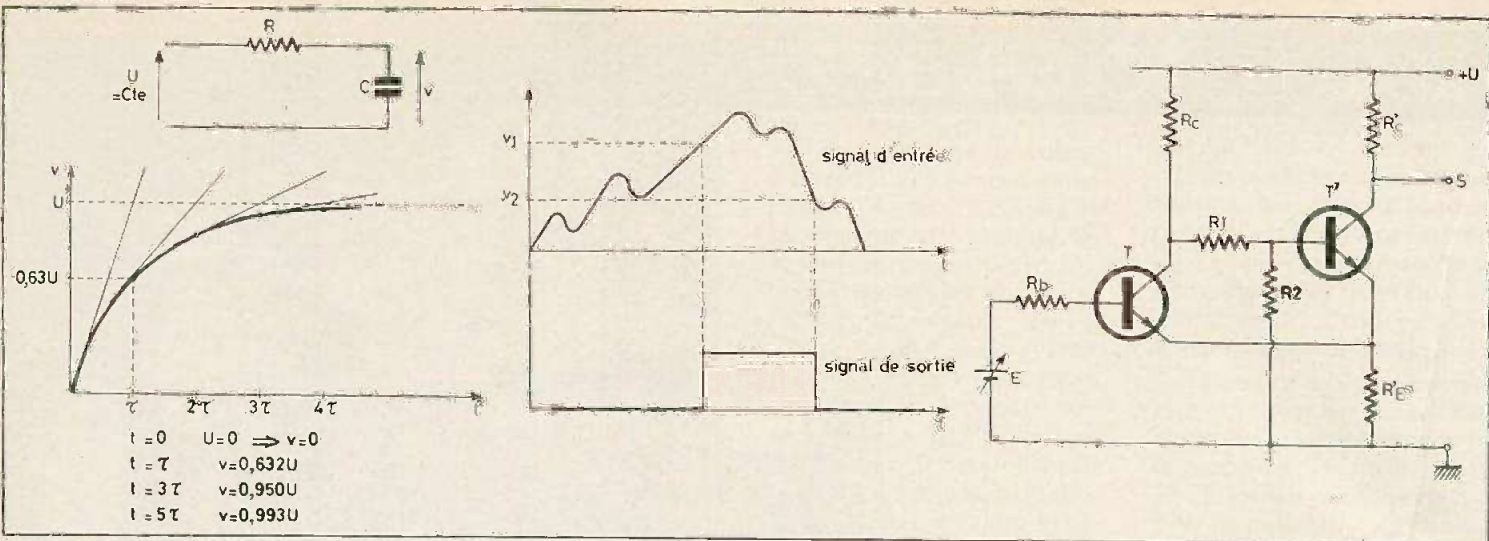 R
U
=Cte
C
v
v
U
0,63U
τ
2τ
3τ
4τ
t
t = 0 U=0 ⇒ v=0
t = τ v=0,632U
t = 3τ v=0,950U
t = 5τ v=0,993U
v1
v2
signal d'entrée
t
signal de sortie
+U
Rc
R'c
S
T'
R1
T
R2
Rb
E
R'E